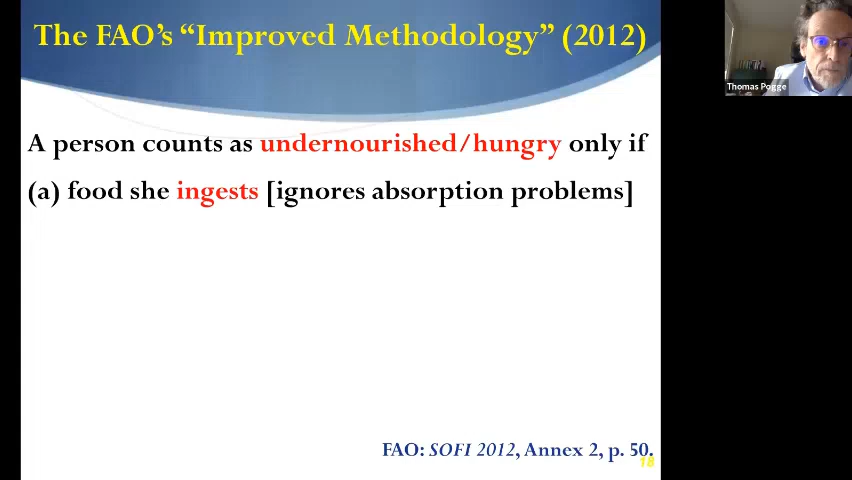 The FAO's "Improved Methodology" (2012)
Thomas Pogge
A person counts as undernourished/hungry only if
(a) food she ingests [ignores absorption problems]
FAO: SOFI 2012, Annex 2, p. 50.
18